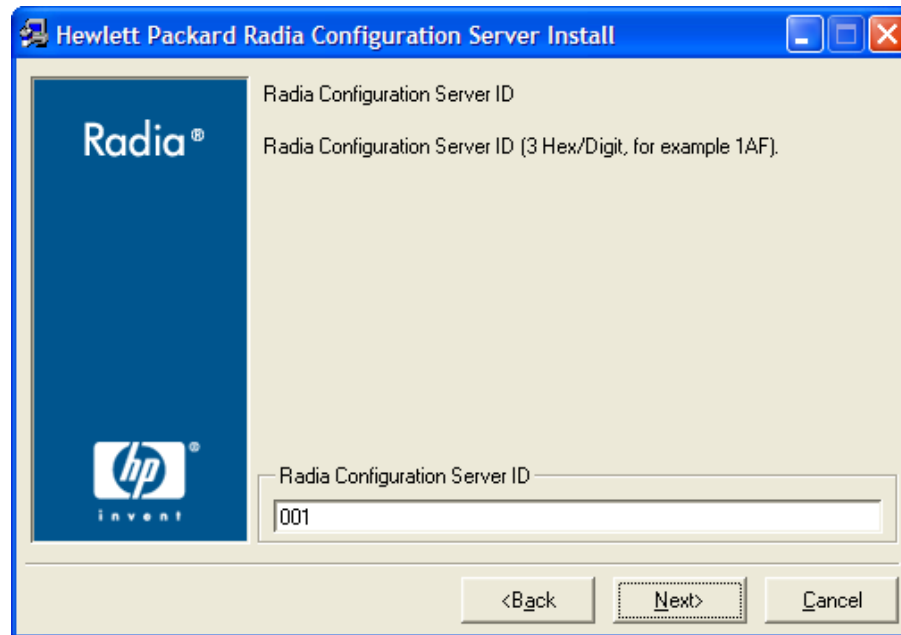 Hewlett Packard Radia Configuration Server Install
Radia®
Radia Configuration Server ID
Radia Configuration Server ID (3 Hex/Digit, for example 1AF).
hp®
invent
Radia Configuration Server ID
001
<Back
Next>
Cancel